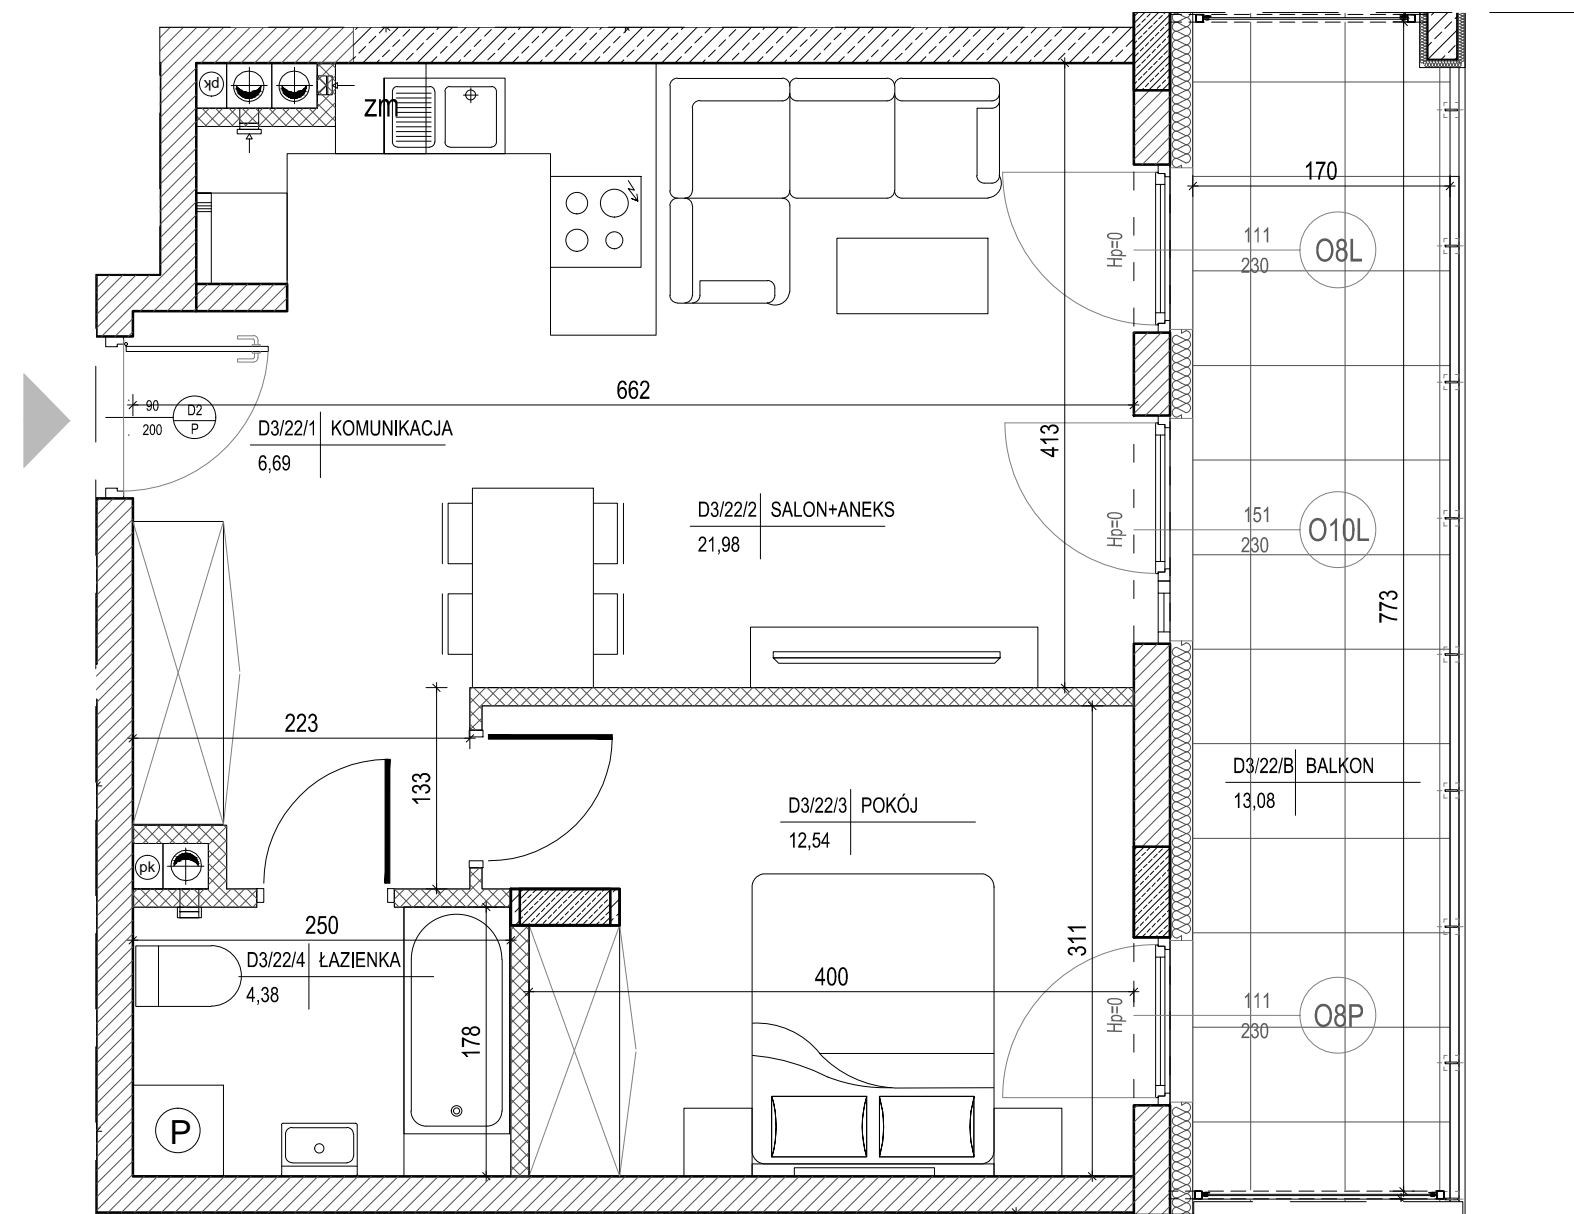 pk
zm
170
Hp=0
111
230
O8L
662
90
200
D2
P
D3/22/1 KOMUNIKACJA
6,69
413
D3/22/2 SALON+ANEKS
21,98
Hp=0
151
230
O10L
773
223
133
D3/22/3 POKÓJ
12,54
D3/22/B BALKON
13,08
pk
250
D3/22/4 ŁAZIENKA
4,38
178
400
311
Hp=0
111
230
O8P
P